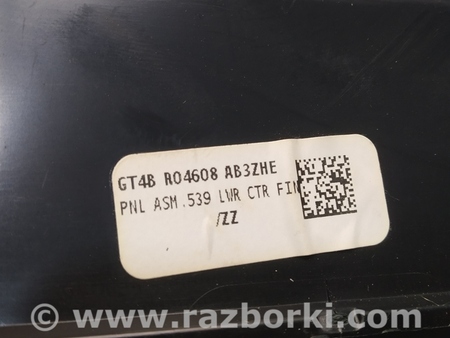 GT4B R04608 AB3ZHE
PNL ASM .539 LWR CTR FIN
/ZZ
© www.razborki.com